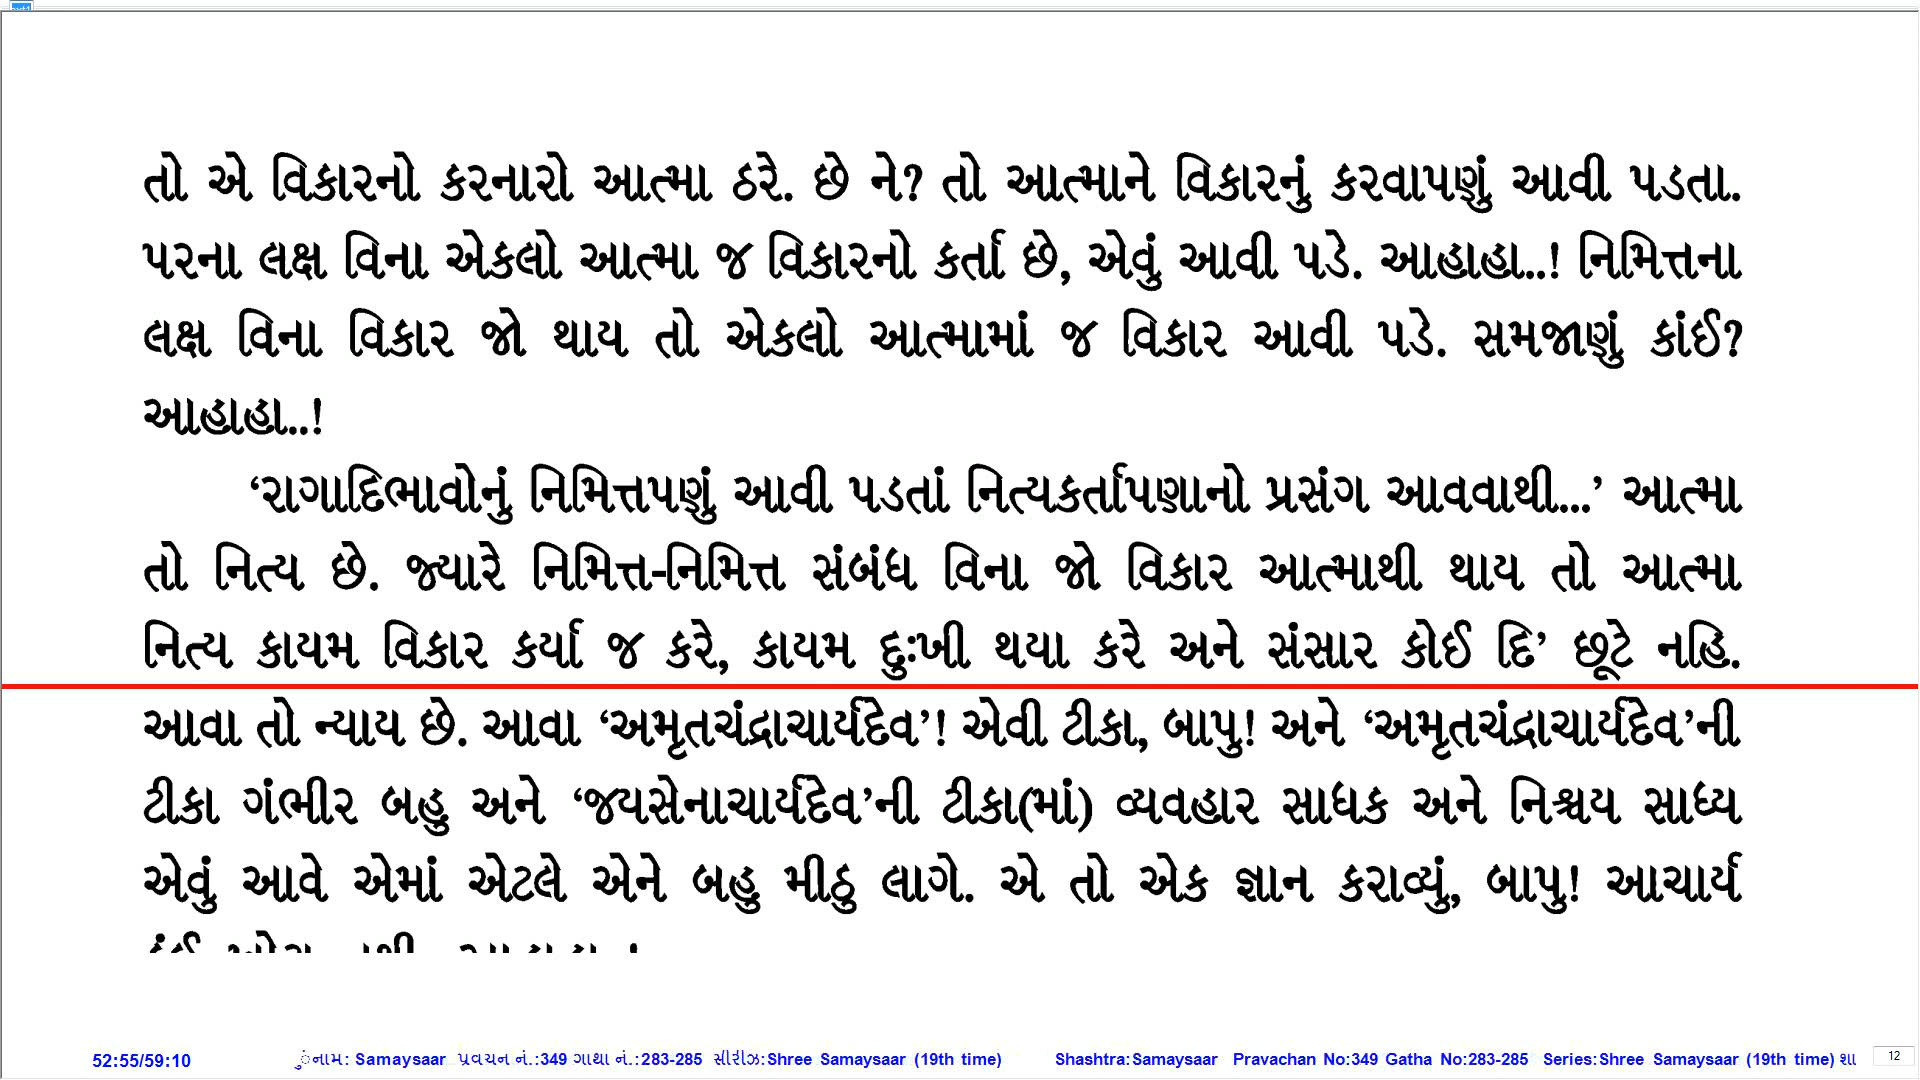 તો એ વિકારનો કરનારો આત્મા ઠરે. છે ને? તો આત્માને વિકારનું કરવાપણું આવી પડતા.
પરના લક્ષ વિના એકલો આત્મા જ વિકારનો કર્તા છે, એવું આવી પડે. આહાહા..! નિમિત્તના
લક્ષ વિના વિકાર જો થાય તો એકલો આત્મામાં જ વિકાર આવી પડે. સમજાણું કાંઈ?
આહાહા..!
‘રાગાદિભાવોનું નિમિત્તપણું આવી પડતાં નિત્યકર્તાપણાનો પ્રસંગ આવવાથી...’ આત્મા
તો નિત્ય છે. જ્યારે નિમિત્ત-નિમિત્ત સંબંધ વિના જો વિકાર આત્માથી થાય તો આત્મા
નિત્ય કાયમ વિકાર કર્યા જ કરે, કાયમ દુઃખી થયા કરે અને સંસાર કોઈ દિ’ છૂટે નહિ.
આવા તો ન્યાય છે. આવા ‘અમૃતચંદ્રાચાર્યદેવ’! એવી ટીકા, બાપુ! અને ‘અમૃતચંદ્રાચાર્યદેવ’ની
ટીકા ગંભીર બહુ અને ‘જયસેનાચાર્યદેવ’ની ટીકા(માં) વ્યવહાર સાધક અને નિશ્ચય સાધ્ય
એવું આવે એમાં એટલે એને બહુ મીઠુ લાગે. એ તો એક જ્ઞાન કરાવ્યું, બાપુ! આચાર્ય
52:55/59:10 નામ: Samaysaar પ્રવચન નં.:349 ગાથા નં.:283-285 સીરીઝ:Shree Samaysaar (19th time) Shashtra:Samaysaar Pravachan No:349 Gatha No:283-285 Series:Shree Samaysaar (19th time) શા 12